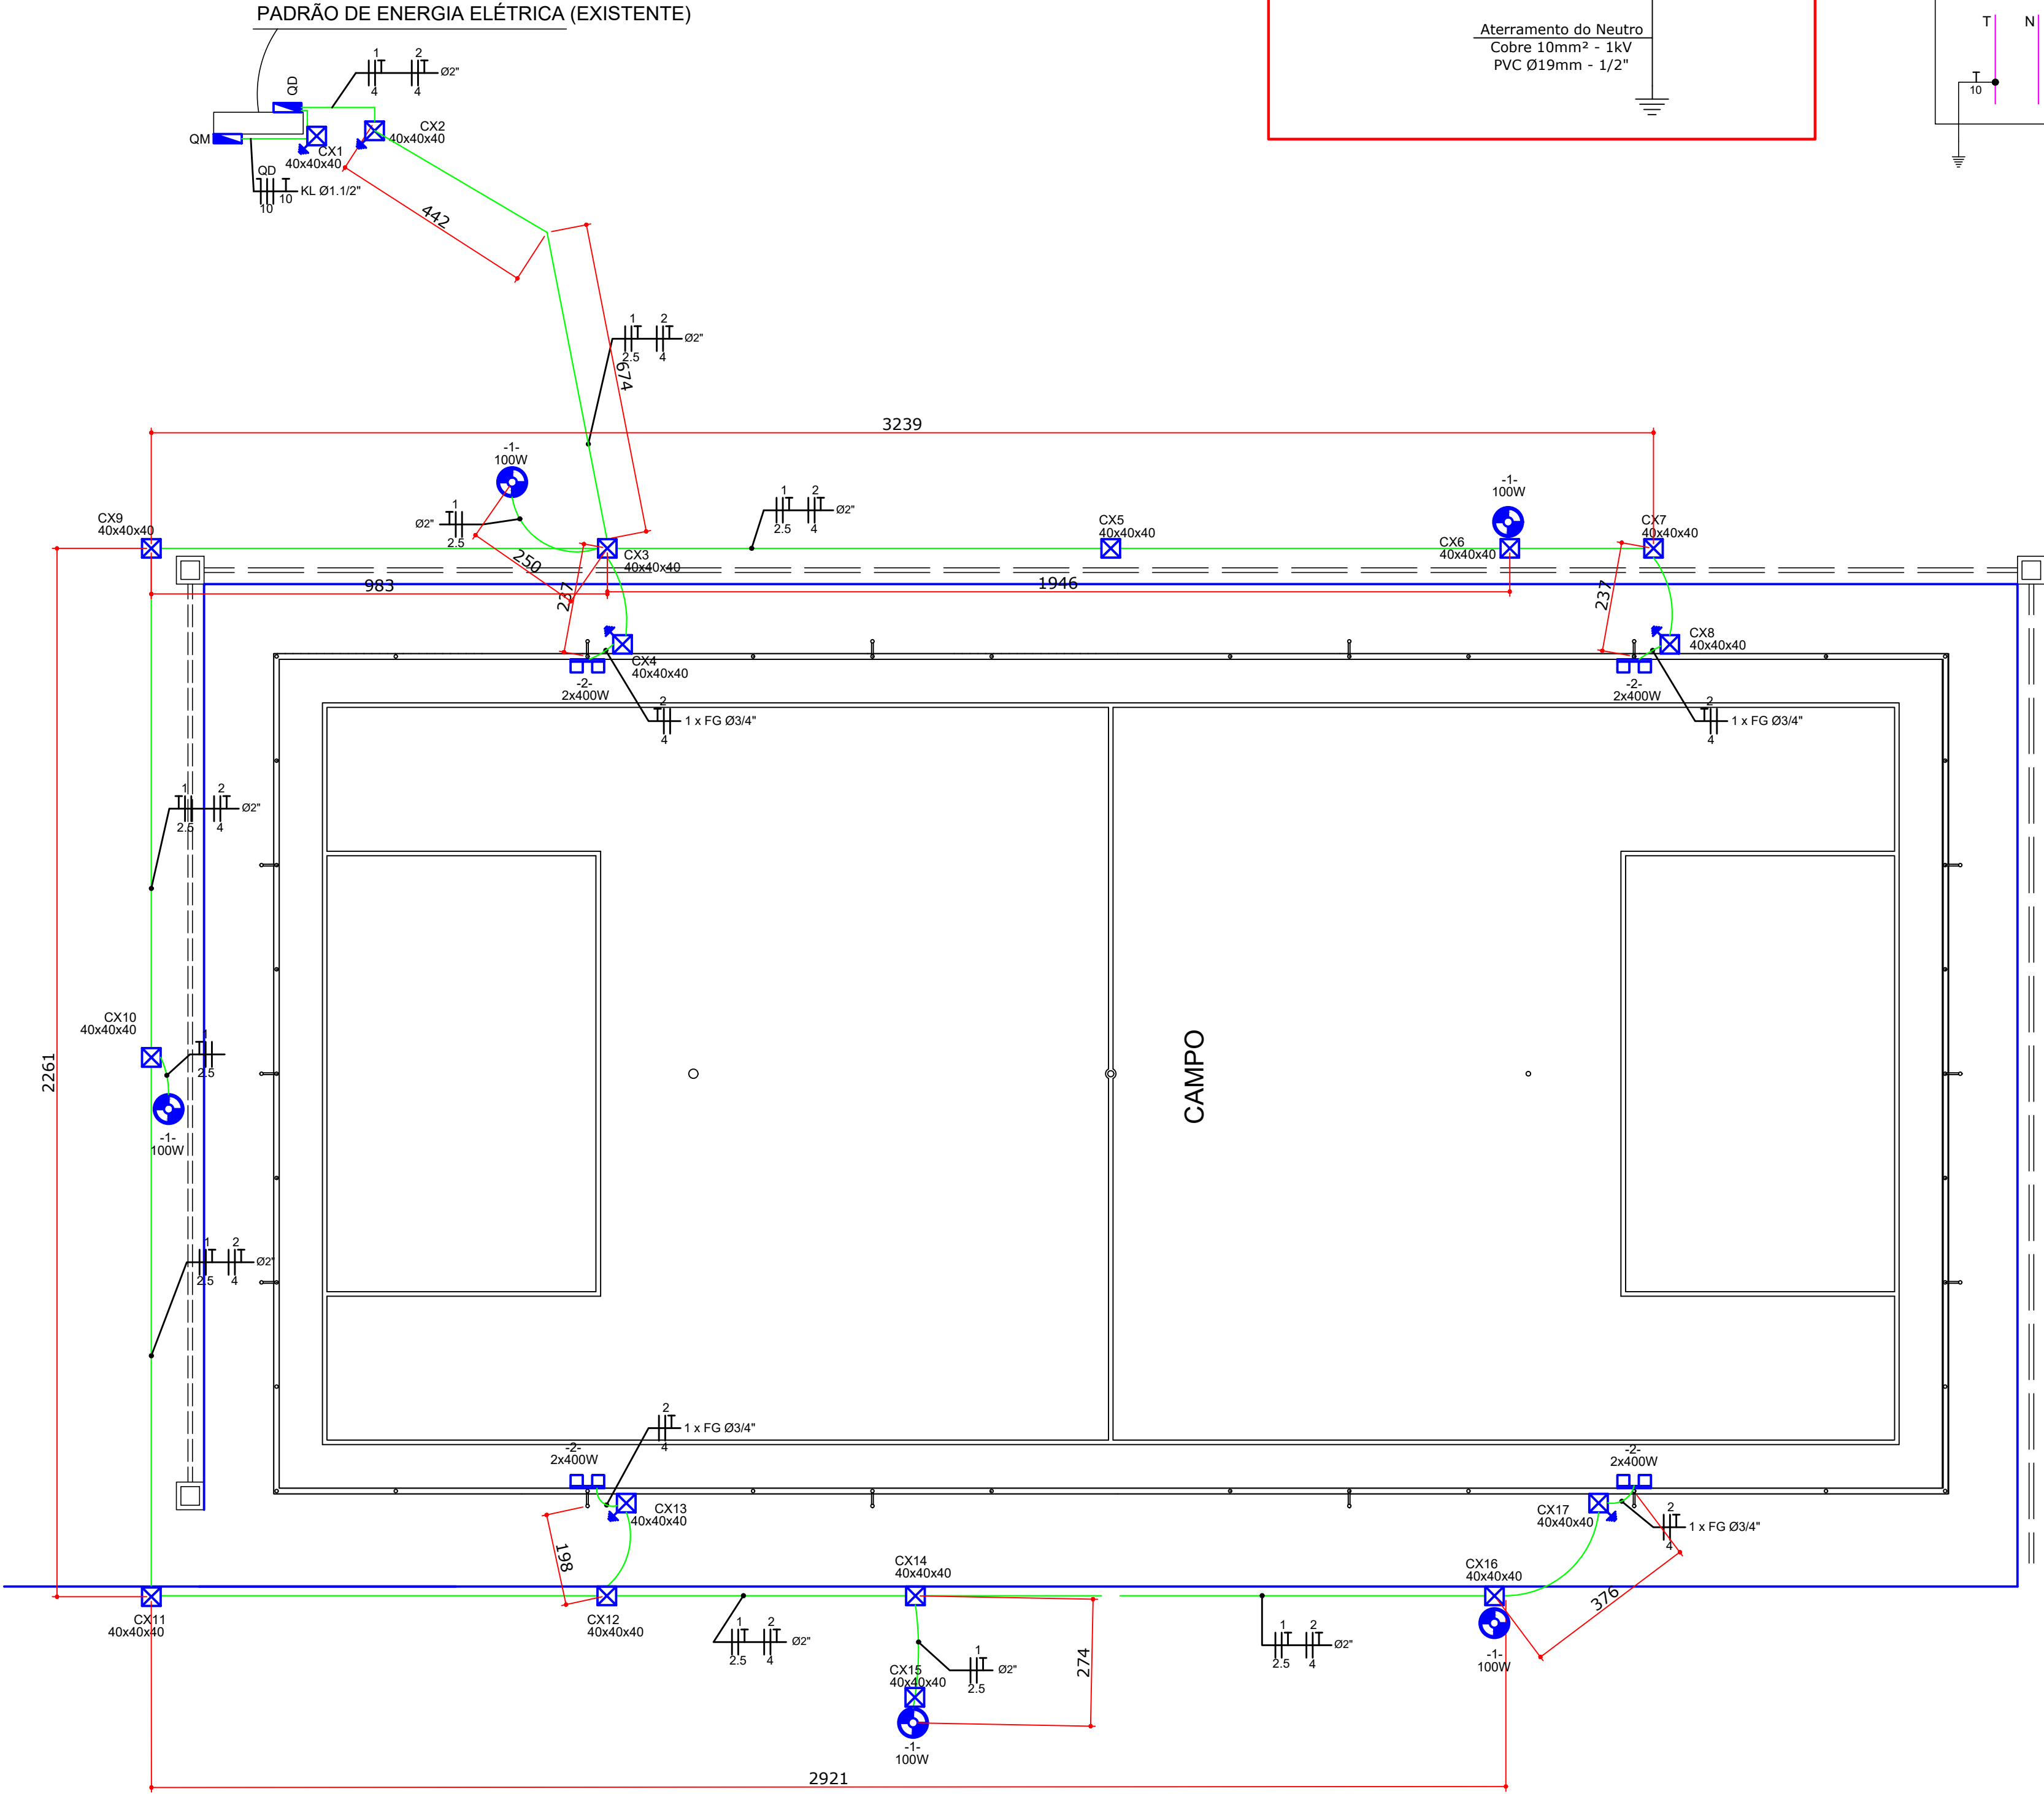 PADRÃO DE ENERGIA ELÉTRICA (EXISTENTE)
Aterramento do Neutro
Cobre 10mm² - 1kV
PVC Ø19mm - 1/2"
T
N
T
10
QD
1
2
T
T
4
4
Ø2"
QM
CX1
40x40x40
CX2
40x40x40
QD
T
10
10
KL Ø1.1/2"
442
1
2
T
T
2.5
4
Ø2"
674
3239
-1-
100W
-1-
100W
1
T
Ø2"
2.5
1
2
T
T
2.5
4
Ø2"
CX9
40x40x40
CX3
40x40x40
CX5
40x40x40
CX6
40x40x40
CX7
40x40x40
250
237
983
1946
237
CX4
40x40x40
CX8
40x40x40
-2-
2x400W
-2-
2x400W
2
T
4
1 x FG Ø3/4"
2
T
4
1 x FG Ø3/4"
1
2
T
T
2.5
4
Ø2"
CX10
40x40x40
1
T
2.5
-1-
100W
2261
CAMPO
1
2
T
T
2.5
4
Ø2"
2
T
4
1 x FG Ø3/4"
-2-
2x400W
-2-
2x400W
CX13
40x40x40
CX17
40x40x40
2
T
4
1 x FG Ø3/4"
198
CX14
40x40x40
CX16
40x40x40
376
CX11
40x40x40
CX12
40x40x40
1
2
T
T
2.5
4
Ø2"
1
T
2.5
Ø2"
274
1
2
T
T
2.5
4
Ø2"
-1-
100W
CX15
40x40x40
-1-
100W
2921